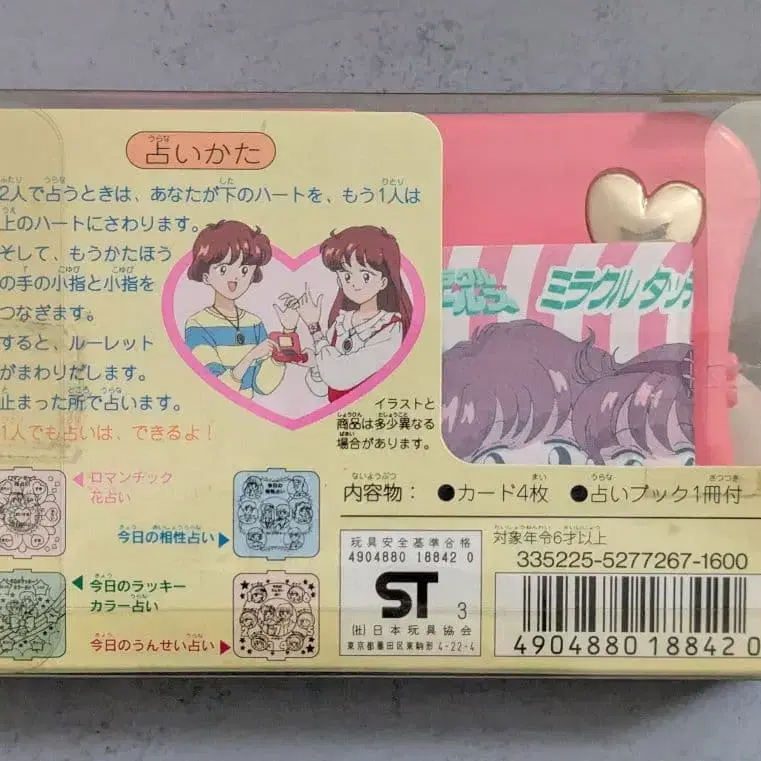 占いかた
2人で占うときは、あなたが下のハートを、もう1人は
上のハートにさわります。
そして、もうかたほう
の手の小指と小指を
つなぎます。
すると、ルーレット
がまわりだします。
止まった所で占います。
1人でも占いは、できるよ！
イラストと
商品は多少異なる
場合があります。
ミラクルタッチ
ロマンチック
花占い
今日の相性占い
今日のラッキー
カラー占い
今日のうんせい占い
内容物：●カード4枚 ●占いブック1冊付
玩具安全基準合格
4904880 18842 0
ST 3
(社)日本玩具協会
東京都墨田区東駒形 4-22-4
対象年令6才以上
335225-5277267-1600
4904880188420